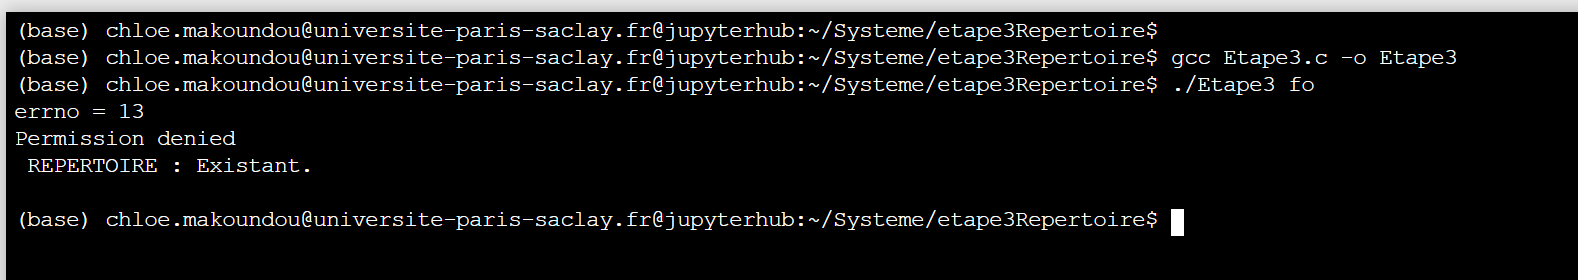 (base) chloe.makoundou@universite-paris-saclay.fr@jupyterhub:~/Systeme/etape3Repertoire$
(base) chloe.makoundou@universite-paris-saclay.fr@jupyterhub:~/Systeme/etape3Repertoire$ gcc Etape3.c -o Etape3
(base) chloe.makoundou@universite-paris-saclay.fr@jupyterhub:~/Systeme/etape3Repertoire$ ./Etape3 fo
errno = 13
Permission denied
 REPERTOIRE : Existant.
(base) chloe.makoundou@universite-paris-saclay.fr@jupyterhub:~/Systeme/etape3Repertoire$